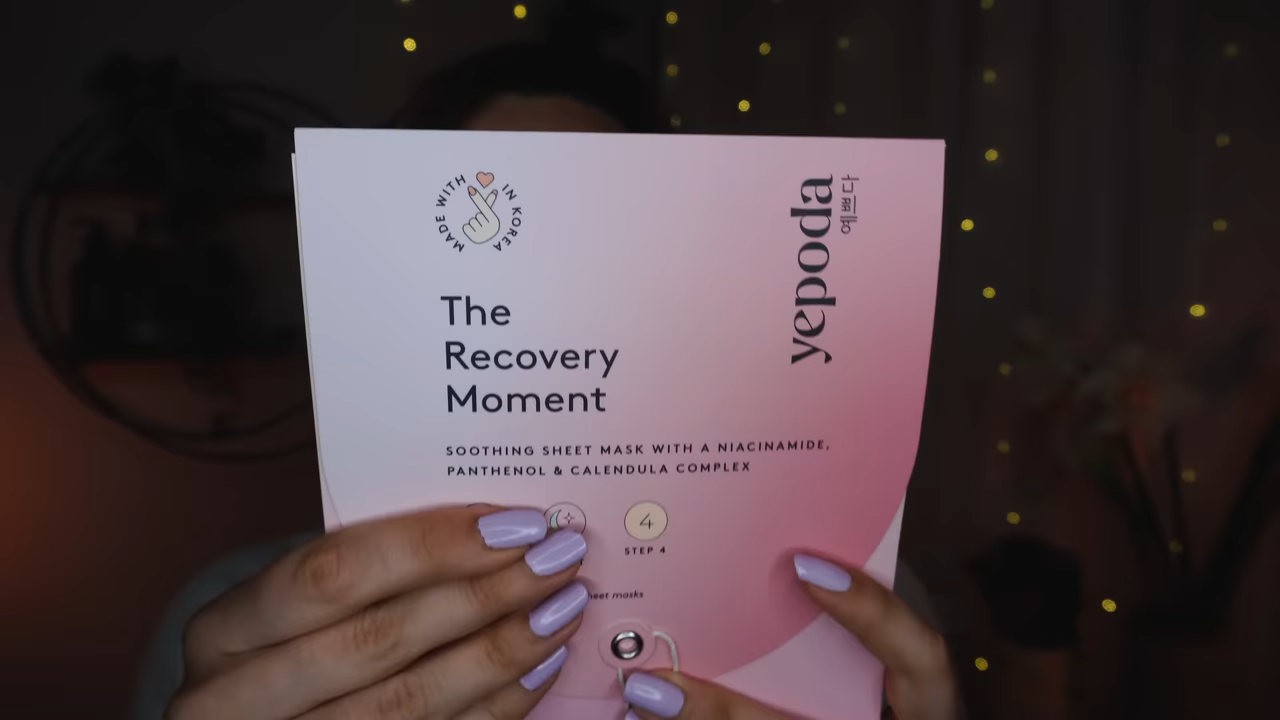 MADE WITH
IN KOREA
yepoda
예쁘다
The
Recovery
Moment
SOOTHING SHEET MASK WITH A NIACINAMIDE,
PANTHENOL & CALENDULA COMPLEX
4
STEP 4
sheet masks